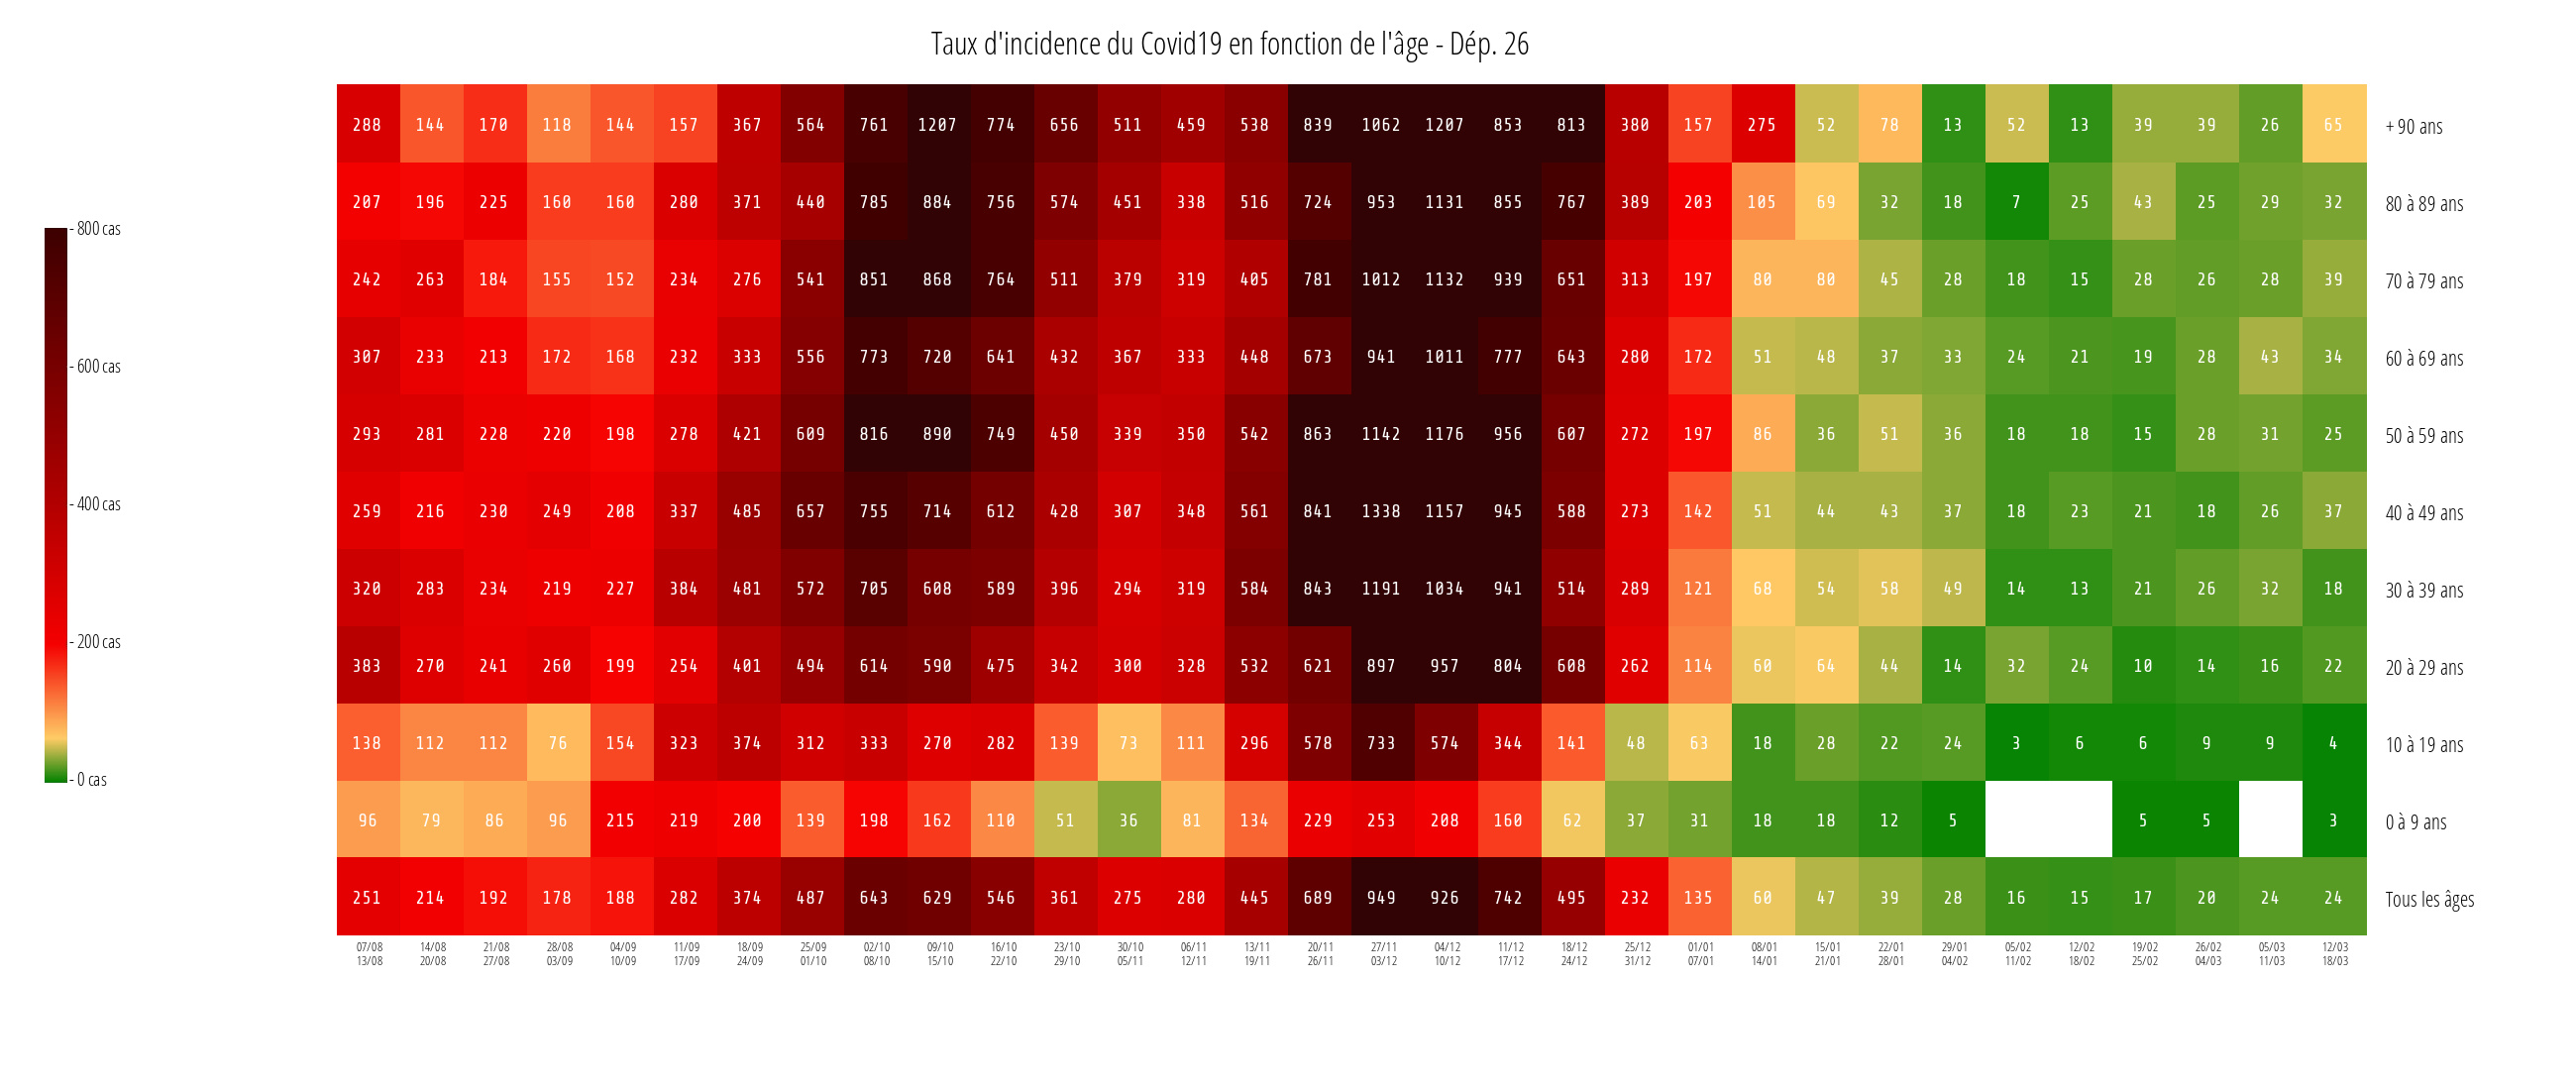 Taux d'incidence du Covid19 en fonction de l'âge - Dép. 26
288 144 170 118 144 157 367 564 761 1207 774 656 511 459 538 839 1062 1207 853 813 380 157 275 52 78 13 52 13 39 39 26 65 + 90 ans
207 196 225 160 160 280 371 440 785 884 756 574 451 338 516 724 953 1131 855 767 389 203 105 69 32 18 7 25 43 25 29 32 80 à 89 ans
- 800 cas
242 263 184 155 152 234 276 541 851 868 764 511 379 319 405 781 1012 1132 939 651 313 197 80 80 45 28 18 15 28 26 28 39 70 à 79 ans
307 233 213 172 168 232 333 556 773 720 641 432 367 333 448 673 941 1011 777 643 280 172 51 48 37 33 24 21 19 28 43 34 60 à 69 ans
- 600 cas
293 281 228 220 198 278 421 609 816 890 749 450 339 350 542 863 1142 1176 956 607 272 197 86 36 51 36 18 18 15 28 31 25 50 à 59 ans
- 400 cas
259 216 230 249 208 337 485 657 755 714 612 428 307 348 561 841 1338 1157 945 588 273 142 51 44 43 37 18 23 21 18 26 37 40 à 49 ans
320 283 234 219 227 384 481 572 705 608 589 396 294 319 584 843 1191 1034 941 514 289 121 68 54 58 49 14 13 21 26 32 18 30 à 39 ans
- 200 cas
383 270 241 260 199 254 401 494 614 590 475 342 300 328 532 621 897 957 804 608 262 114 60 64 44 14 32 24 10 14 16 22 20 à 29 ans
138 112 112 76 154 323 374 312 333 270 282 139 73 111 296 578 733 574 344 141 48 63 18 28 22 24 3 6 6 9 9 4 10 à 19 ans
- 0 cas
96 79 86 96 215 219 200 139 198 162 110 51 36 81 134 229 253 208 160 62 37 31 18 18 12 5 5 5 3 0 à 9 ans
251 214 192 178 188 282 374 487 643 629 546 361 275 280 445 689 949 926 742 495 232 135 60 47 39 28 16 15 17 20 24 24 Tous les âges
07/08 14/08 21/08 28/08 04/09 11/09 18/09 25/09 02/10 09/10 16/10 23/10 30/10 06/11 13/11 20/11 27/11 04/12 11/12 18/12 25/12 01/01 08/01 15/01 22/01 29/01 05/02 12/02 19/02 26/02 05/03 12/03
13/08 20/08 27/08 03/09 10/09 17/09 24/09 01/10 08/10 15/10 22/10 29/10 05/11 12/11 19/11 26/11 03/12 10/12 17/12 24/12 31/12 07/01 14/01 21/01 28/01 04/02 11/02 18/02 25/02 04/03 11/03 18/03